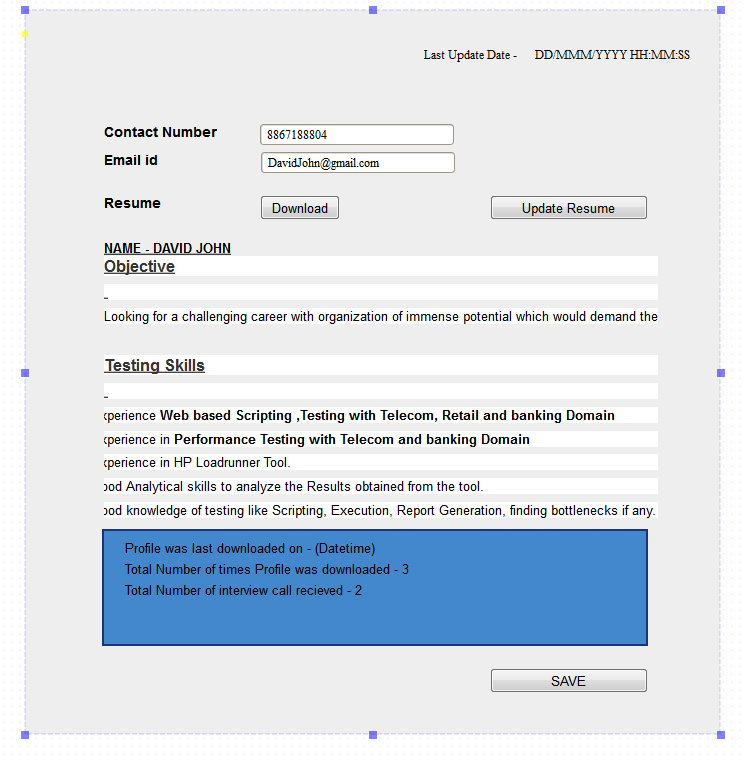 Last Update Date - DD/MMM/YYYY HH:MM:SS
Contact Number 8867188804
Email id DavidJohn@gmail.com
Resume Download Update Resume
NAME - DAVID JOHN
Objective
Looking for a challenging career with organization of immense potential which would demand the
Testing Skills
xperience Web based Scripting ,Testing with Telecom, Retail and banking Domain
xperience in Performance Testing with Telecom and banking Domain
xperience in HP Loadrunner Tool.
ood Analytical skills to analyze the Results obtained from the tool.
ood knowledge of testing like Scripting, Execution, Report Generation, finding bottlenecks if any.
Profile was last downloaded on - (Datetime)
Total Number of times Profile was downloaded - 3
Total Number of interview call recieved - 2
SAVE